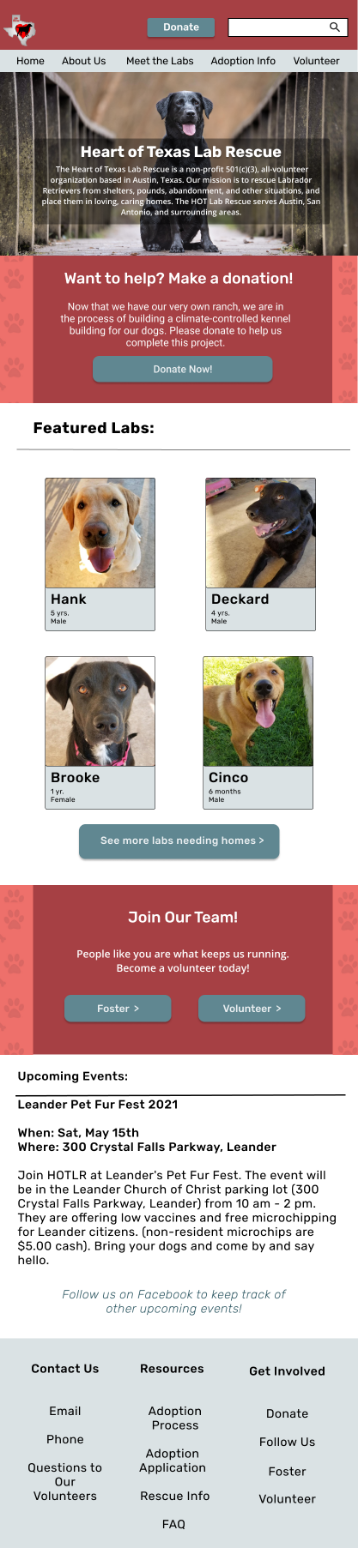 Donate
Home About Us Meet the Labs Adoption Info Volunteer
Heart of Texas Lab Rescue
The Heart of Texas Lab Rescue is a non-profit 501(c)(3), all-volunteer
organization based in Austin, Texas. Our mission is to rescue Labrador
Retrievers from shelters, pounds, abandonment, and other situations, and
place them in loving, caring homes. The HOT Lab Rescue serves Austin, San
Antonio, and surrounding areas.
Want to help? Make a donation!
Now that we have our very own ranch, we are in
the process of building a climate-controlled kennel
building for our dogs. Please donate to help us
complete this project.
Donate Now!
Featured Labs:
Hank
5 yrs.
Male
Deckard
4 yrs.
Male
Brooke
1 yr.
Female
Cinco
6 months
Male
See more labs needing homes >
Join Our Team!
People like you are what keeps us running.
Become a volunteer today!
Foster >
Volunteer >
Upcoming Events:
Leander Pet Fur Fest 2021
When: Sat, May 15th
Where: 300 Crystal Falls Parkway, Leander
Join HOTLR at Leander's Pet Fur Fest. The event will
be in the Leander Church of Christ parking lot (300
Crystal Falls Parkway, Leander) from 10 am - 2 pm.
They are offering low vaccines and free microchipping
for Leander citizens. (non-resident microchips are
$5.00 cash). Bring your dogs and come by and say
hello.
Follow us on Facebook to keep track of
other upcoming events!
Contact Us
Email
Phone
Questions to
Our
Volunteers
Resources
Adoption
Process
Adoption
Application
Rescue Info
FAQ
Get Involved
Donate
Follow Us
Foster
Volunteer